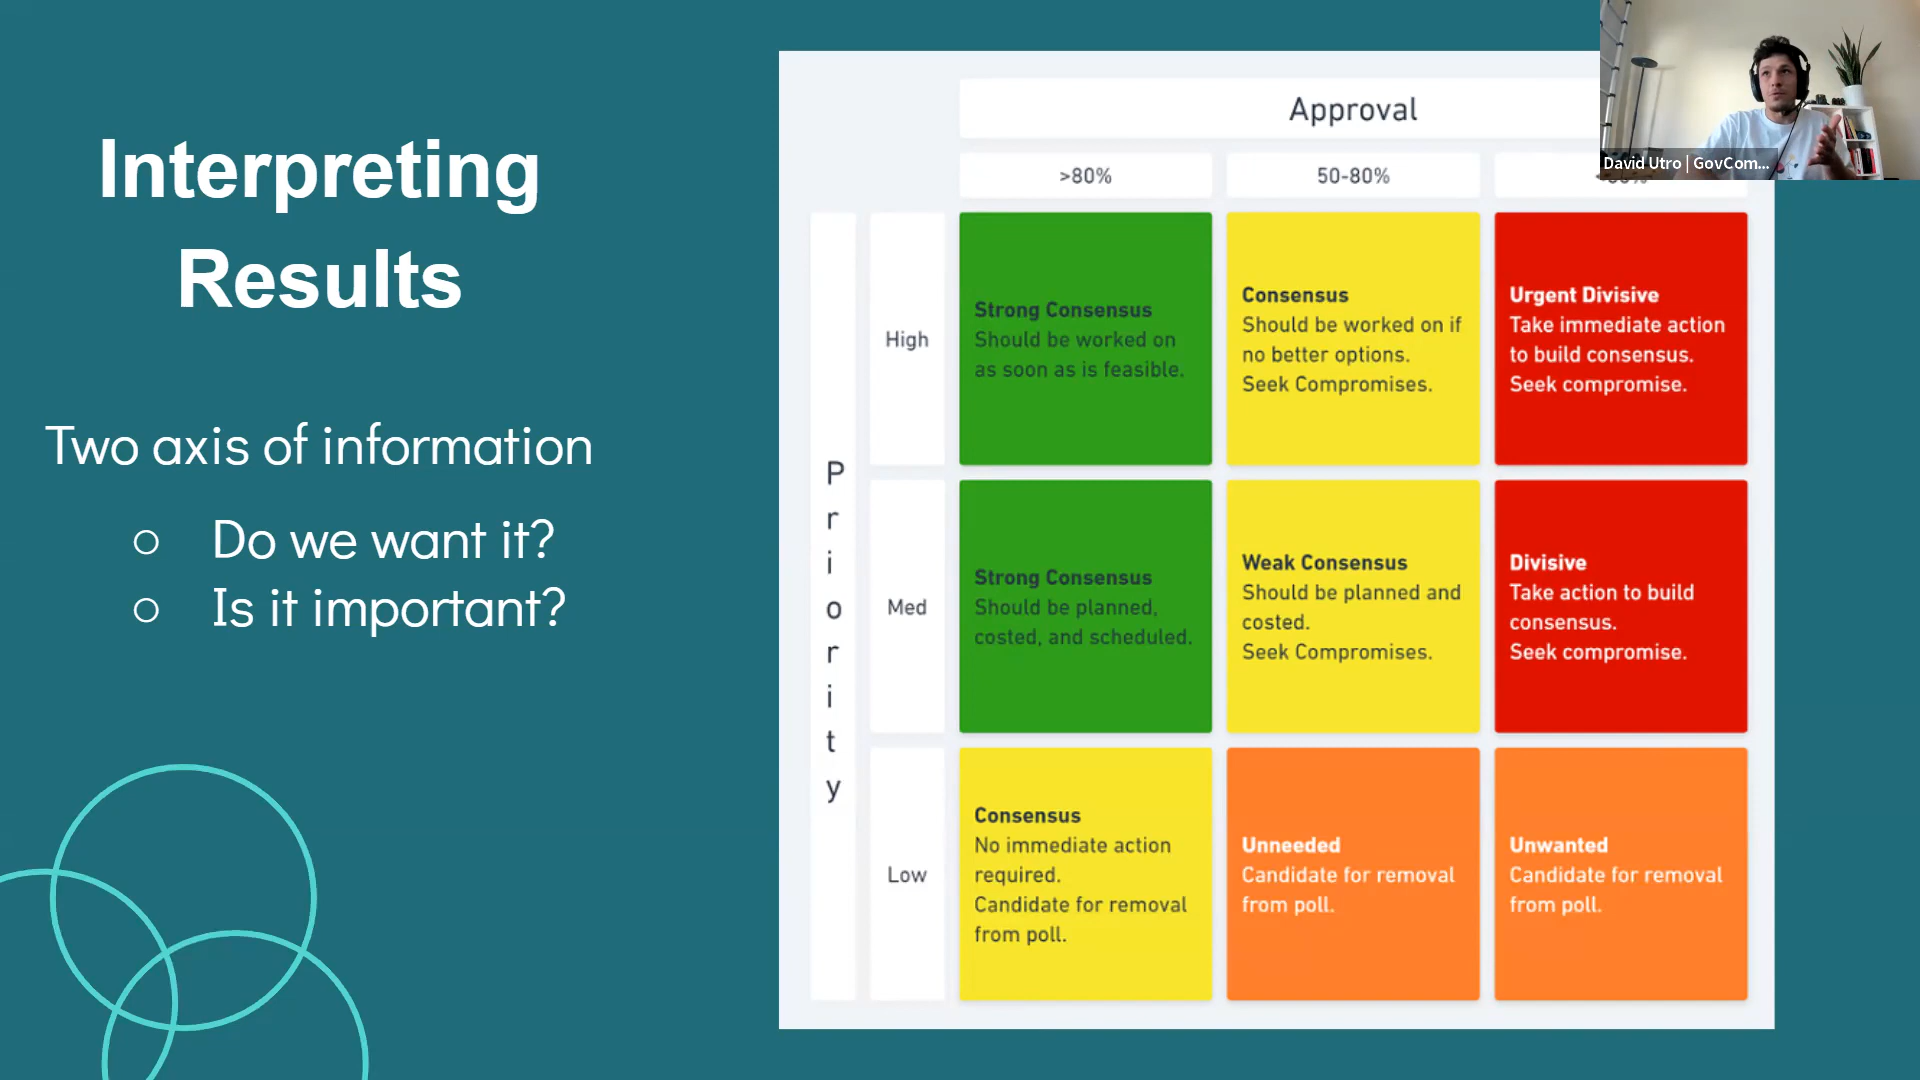 Interpreting
Results
Two axis of information
Do we want it?
Is it important?
Approval
>80%
50-80%
Priority
High
Strong Consensus
Should be worked on
as soon as is feasible.
Consensus
Should be worked on if
no better options.
Seek Compromises.
Urgent Divisive
Take immediate action
to build consensus.
Seek compromise.
Med
Strong Consensus
Should be planned,
costed, and scheduled.
Weak Consensus
Should be planned and
costed.
Seek Compromises.
Divisive
Take action to build
consensus.
Seek compromise.
Low
Consensus
No immediate action
required.
Candidate for removal
from poll.
Unneeded
Candidate for removal
from poll.
Unwanted
Candidate for removal
from poll.
David Utro | GovCom...